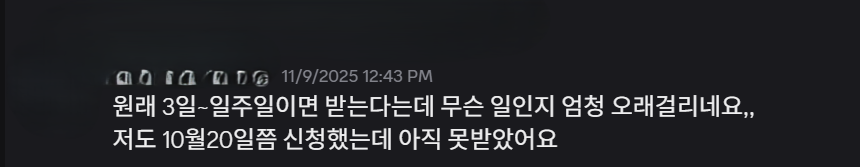 11/9/2025 12:43 PM
원래 3일~일주일이면 받는다는데 무슨 일인지 엄청 오래걸리네요,,
저도 10월20일쯤 신청했는데 아직 못받았어요